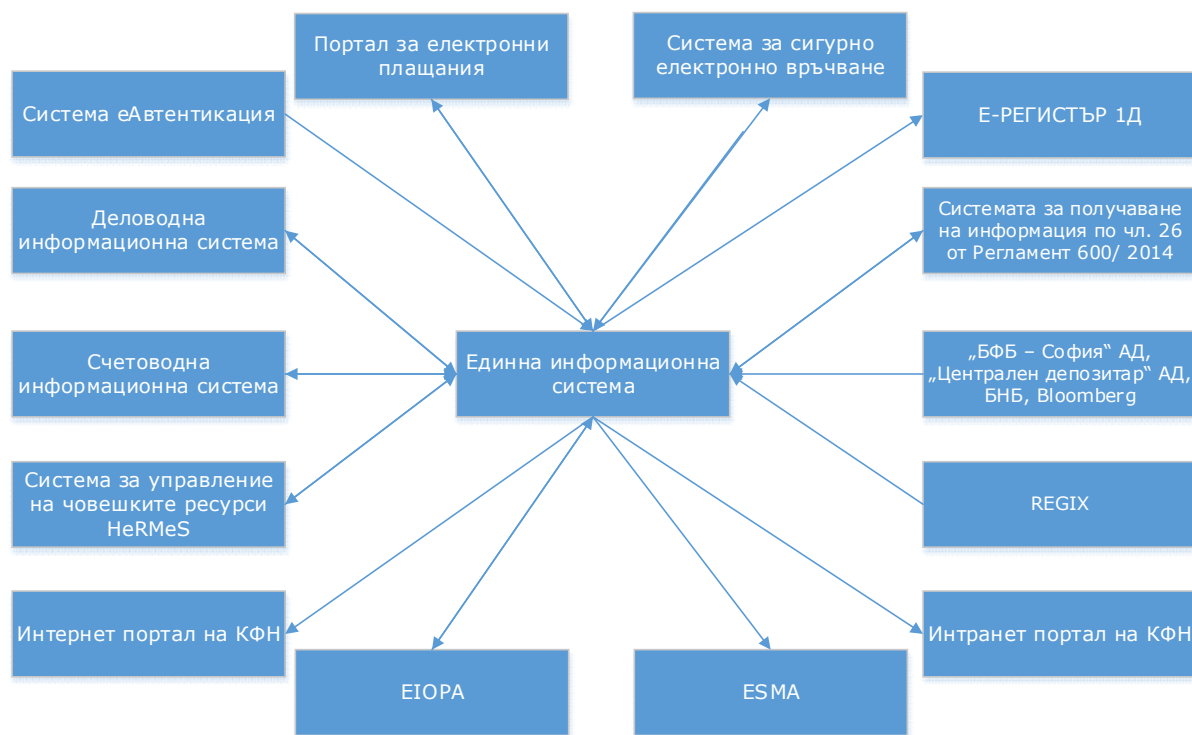 Портал за електронни
плащания
Система за сигурно
електронно връчване
Система еАвтентикация
Е-РЕГИСТЪР 1Д
Деловодна
информационна система
Системата за получаване
на информация по чл. 26
от Регламент 600/ 2014
Счетоводна
информационна система
Единна информационна
система
„БФБ – София“ АД,
„Централен депозитар“ АД,
БНБ, Bloomberg
Система за управление
на човешките ресурси
HeRMeS
REGIX
Интернет портал на КФН
Интранет портал на КФН
EIOPA
ESMA